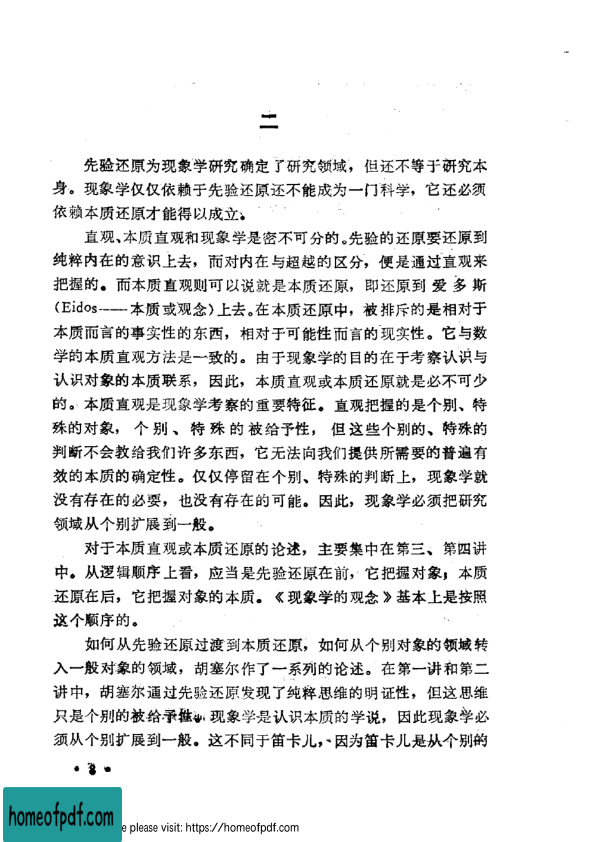 二
先验还原为现象学研究确定了研究领域，但还不等于研究本
身。现象学仅仅依赖于先验还原还不能成为一门科学，它还必须
依赖本质还原才能得以成立。
直观、本质直观和现象学是密不可分的。先验的还原要还原到
纯粹内在的意识上去，而对内在与超越的区分，便是通过直观来
把握的。而本质直观则可以说就是本质还原，即还原到爱多斯
(Eidos——本质或观念)上去。在本质还原中，被排斥的是相对于
本质而言的事实性的东西，相对于可能性而言的现实性。它与数
学的本质直观方法是一致的。由于现象学的目的在于考察认识与
认识对象的本质联系，因此，本质直观或本质还原就是必不可少
的。本质直观是现象学考察的重要特征。直观把握的是个别、特
殊的对象，个别、特殊的被给予性，但这些个别的、特殊的
判断不会教给我们许多东西，它无法向我们提供所需要的普遍有
效的本质的确定性。仅仅停留在个别、特殊的判断上，现象学就
没有存在的必要，也没有存在的可能。因此，现象学必须把研究
领域从个别扩展到一般。
对于本质直观或本质还原的论述，主要集中在第三、第四讲
中。从逻辑顺序上看，应当是先验还原在前，它把握对象；本质
还原在后，它把握对象的本质。《现象学的观念》基本上是按照
这个顺序的。
如何从先验还原过渡到本质还原，如何从个别对象的领域转
入一般对象的领域，胡塞尔作了一系列的论述。在第一讲和第二
讲中，胡塞尔通过先验还原发现了纯粹思维的明证性，但这思维
只是个别的被给予性。现象学是认识本质的学说，因此现象学必
须从个别扩展到一般。这不同于笛卡儿，因为笛卡儿是从个别的
homeofpdf.com
e please visit: https://homeofpdf.com